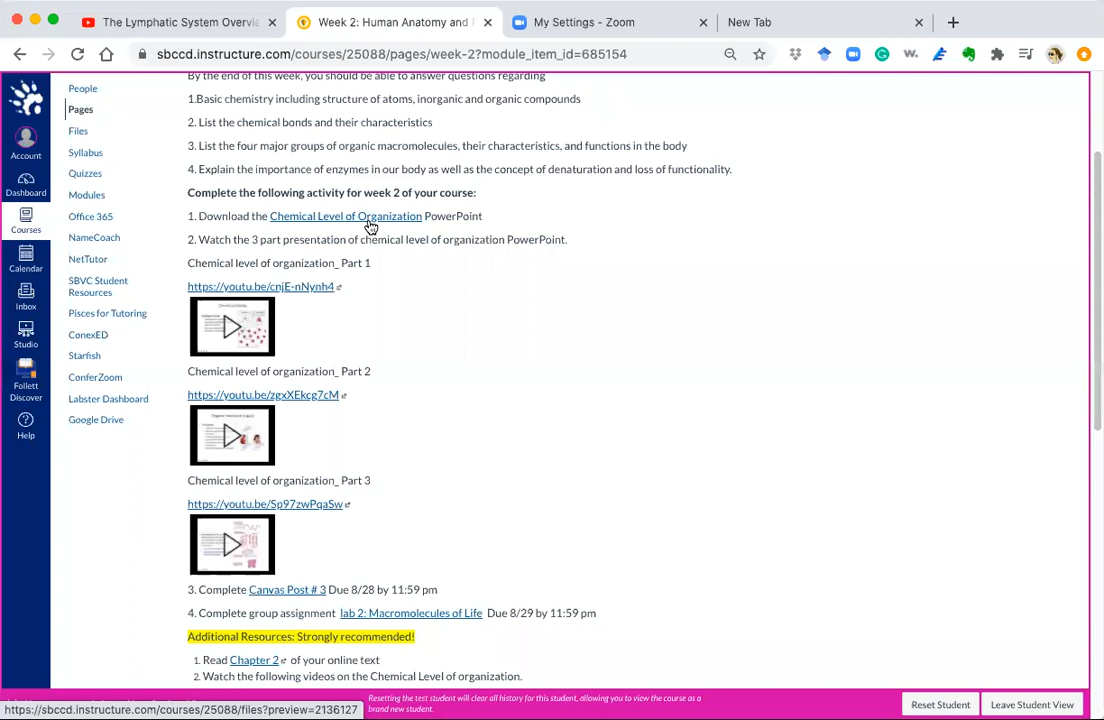 The Lymphatic System Overvie
Week 2: Human Anatomy and
My Settings - Zoom
New Tab
sbccd.instructure.com/courses/25088/pages/week-2?module_item_id=685154
By the end of this week, you should be able to answer questions regarding
1.Basic chemistry including structure of atoms, inorganic and organic compounds
2. List the chemical bonds and their characteristics
3. List the four major groups of organic macromolecules, their characteristics, and functions in the body
4. Explain the importance of enzymes in our body as well as the concept of denaturation and loss of functionality.
Complete the following activity for week 2 of your course:
1. Download the Chemical Level of Organization PowerPoint
2. Watch the 3 part presentation of chemical level of organization PowerPoint.
Chemical level of organization_ Part 1
https://youtu.be/cnjE-nNynh4
Chemical level of organization_ Part 2
https://youtu.be/zgxXEkcg7cM
Chemical level of organization_ Part 3
https://youtu.be/Sp97zwPqaSw
3. Complete Canvas Post # 3 Due 8/28 by 11:59 pm
4. Complete group assignment lab 2: Macromolecules of Life Due 8/29 by 11:59 pm
Additional Resources: Strongly recommended!
1. Read Chapter 2 of your online text
2. Watch the following videos on the Chemical Level of organization.
People
Pages
Files
Syllabus
Quizzes
Modules
Office 365
NameCoach
NetTutor
SBVC Student
Resources
Pisces for Tutoring
ConexED
Starfish
ConferZoom
Labster Dashboard
Google Drive
Account
Dashboard
Courses
Calendar
Inbox
Studio
Follett
Discover
Help
https://sbccd.instructure.com/courses/25088/files?preview=2136127
Resetting the test student will clear all history for this student, allowing you to view the course as a
brand new student.
Reset Student
Leave Student View